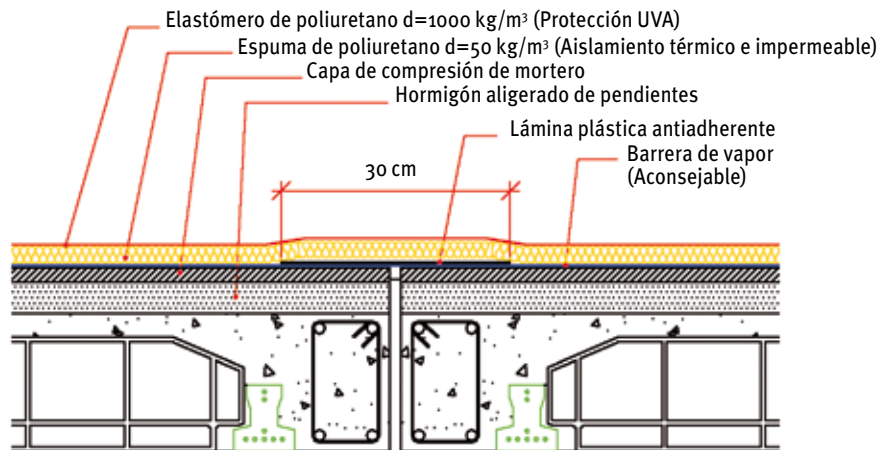 Elastómero de poliuretano d=1000 kg/m³ (Protección UVA)
Espuma de poliuretano d=50 kg/m³ (Aislamiento térmico e impermeable)
Capa de compresión de mortero
Hormigón aligerado de pendientes
Lámina plástica antiadherente
30 cm
Barrera de vapor
(Aconsejable)